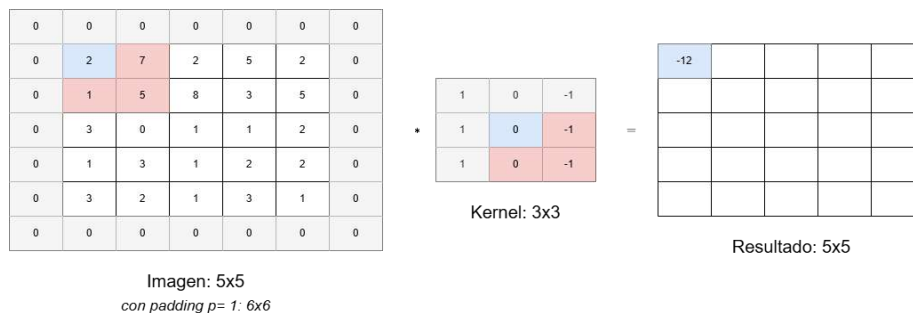 0 0 0 0 0 0 0
0 2 7 2 5 2 0
0 1 5 8 3 5 0
0 3 0 1 1 2 0
0 1 3 1 2 2 0
0 3 2 1 3 1 0
0 0 0 0 0 0 0
Imagen: 5x5
con padding p= 1: 6x6
*
1 0 -1
1 0 -1
1 0 -1
Kernel: 3x3
=
-12
Resultado: 5x5